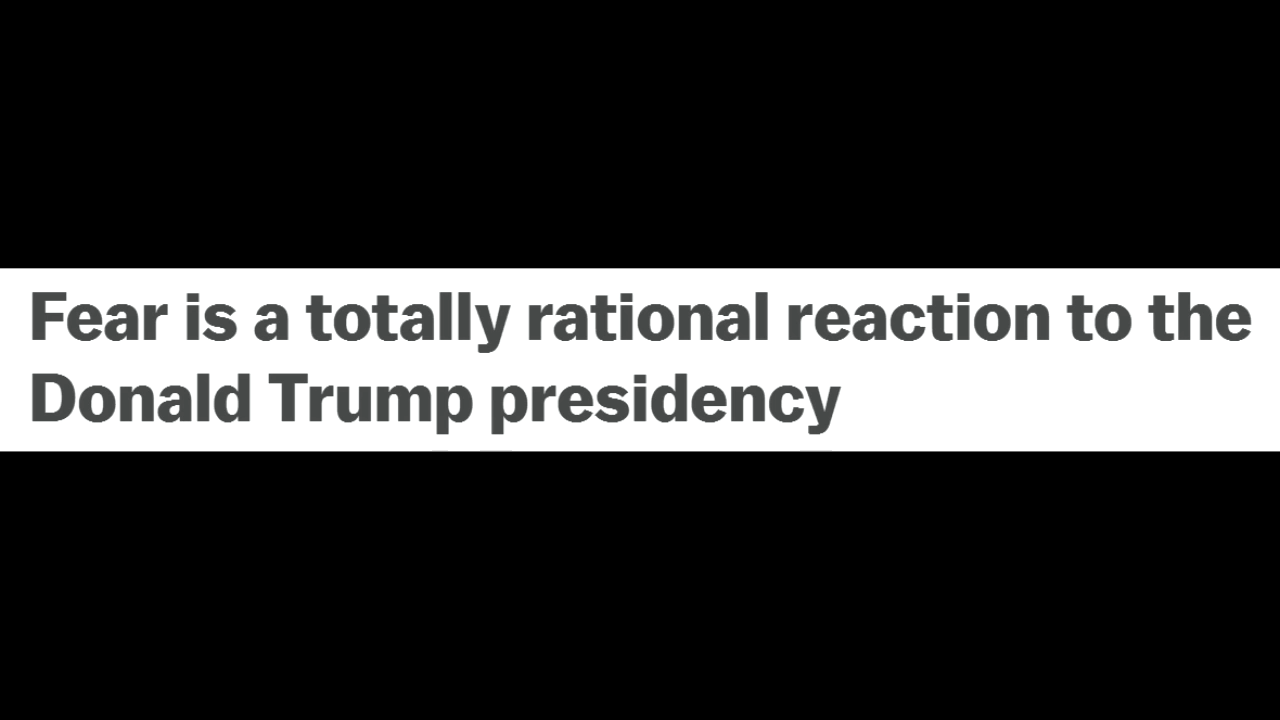 Fear is a totally rational reaction to the
Donald Trump presidency